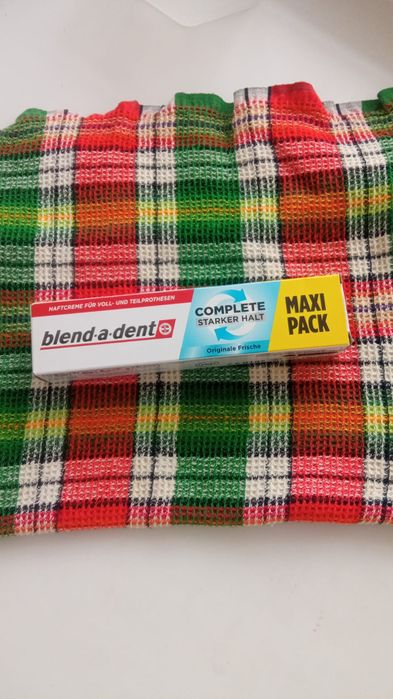 HAFTCREME FÜR VOLL- UND TEILPROTHESEN
blend-a-dent
COMPLETE
STARKER HALT
Originale Frische
MAXI
PACK